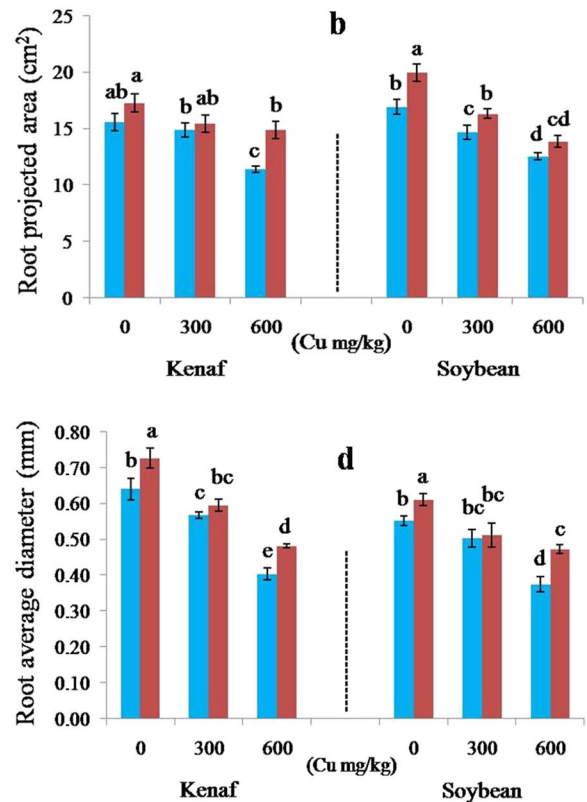 b
Root projected area (cm²)
25
20
15
10
5
0
ab a b ab c b
b a c b d cd
0 300 600 0 300 600
(Cu mg/kg)
Kenaf Soybean
d
Root average diameter (mm)
0.80
0.70
0.60
0.50
0.40
0.30
0.20
0.10
0.00
b a c bc e d
b a bc bc d c
0 300 600 0 300 600
(Cu mg/kg)
Kenaf Soybean